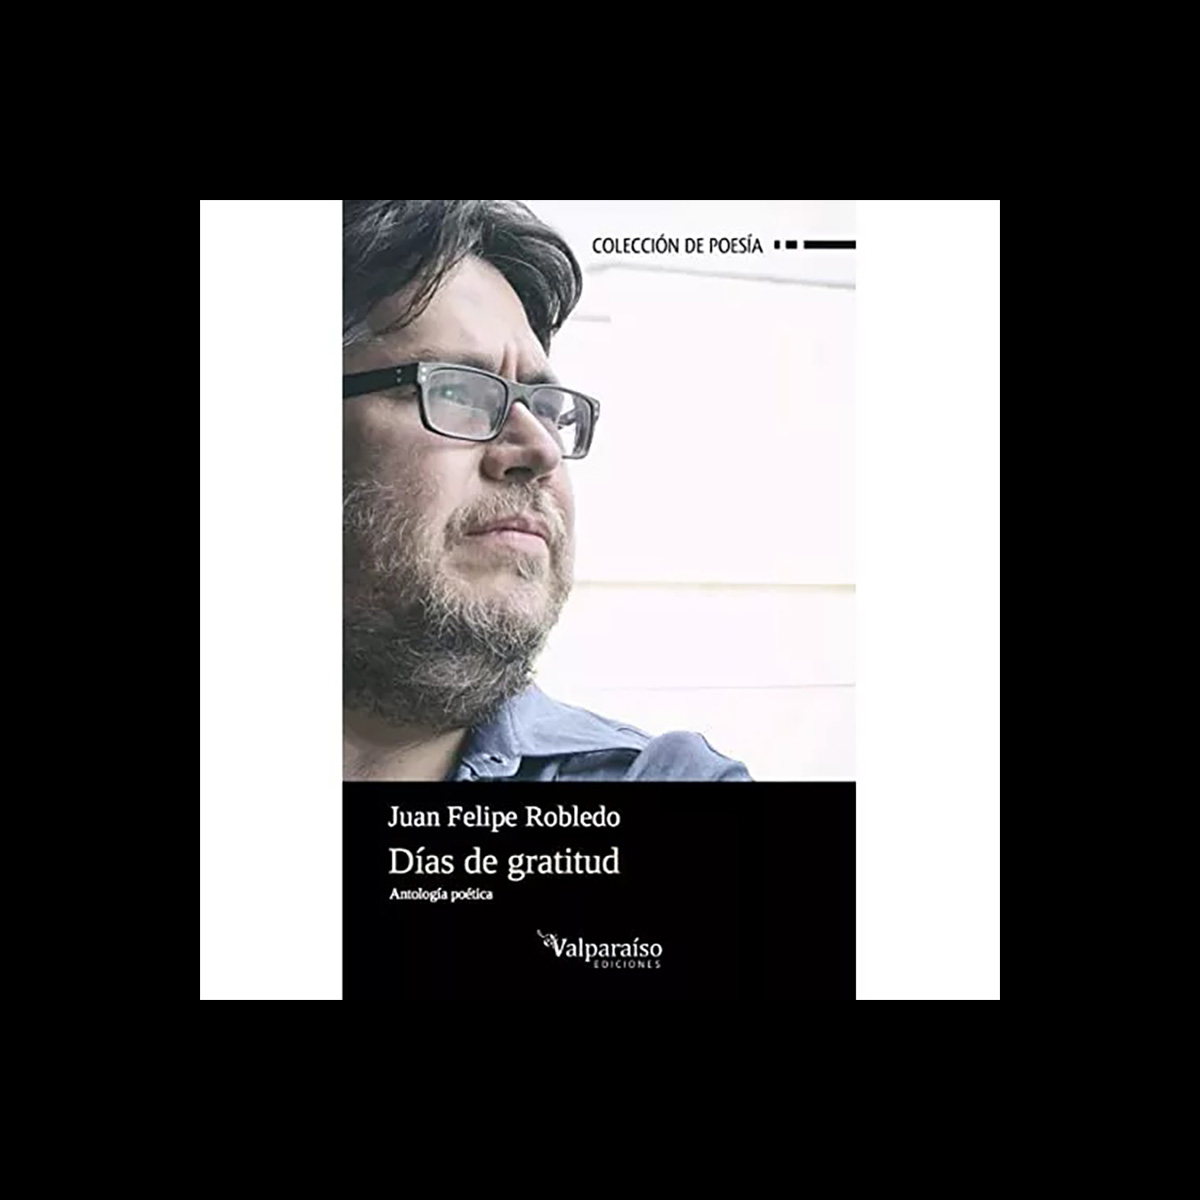 COLECCIÓN DE POESÍA
Juan Felipe Robledo
Días de gratitud
Antología poética
Valparaíso
EDICIONES